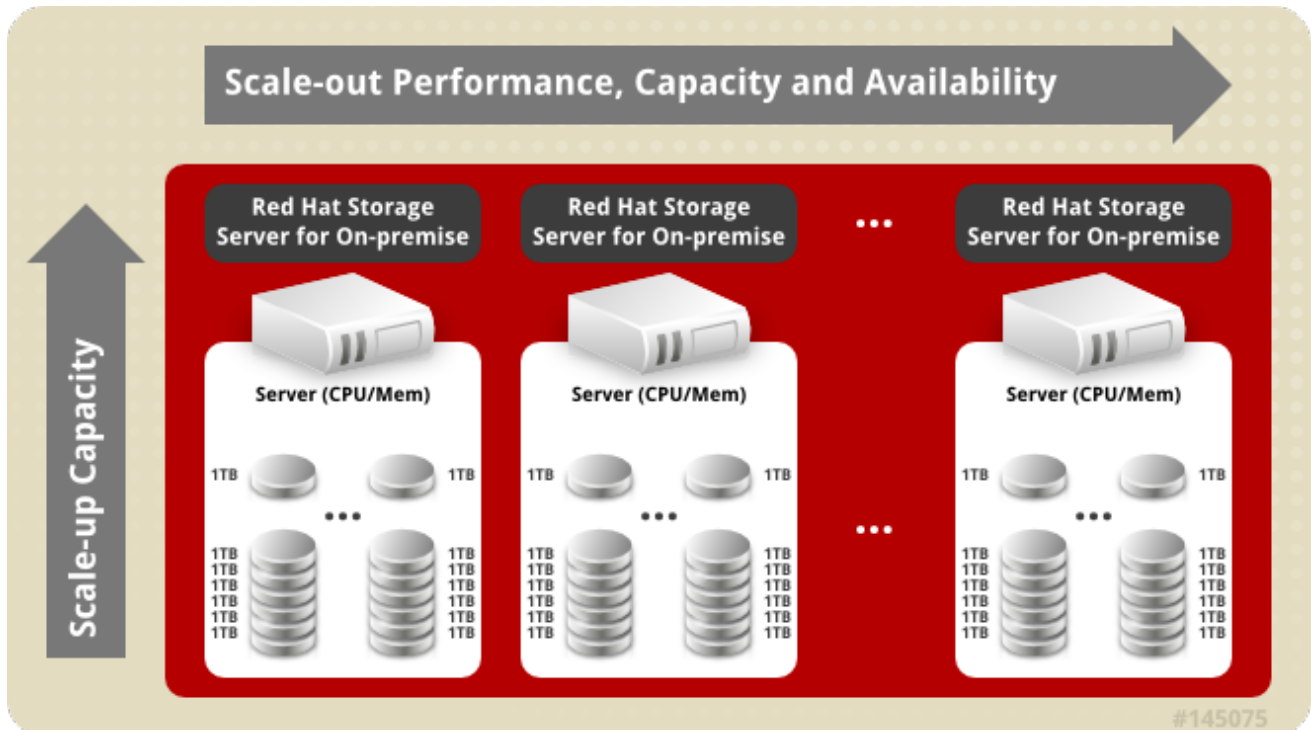 Scale-out Performance, Capacity and Availability
Scale-up Capacity
Red Hat Storage
Server for On-premise
Red Hat Storage
Server for On-premise
...
Red Hat Storage
Server for On-premise
Server (CPU/Mem)
Server (CPU/Mem)
Server (CPU/Mem)
1TB 1TB 1TB 1TB 1TB 1TB
... ... ...
...
1TB 1TB 1TB 1TB 1TB 1TB
1TB 1TB 1TB 1TB 1TB 1TB
1TB 1TB 1TB 1TB 1TB 1TB
1TB 1TB 1TB 1TB 1TB 1TB
1TB 1TB 1TB 1TB 1TB 1TB
1TB 1TB 1TB 1TB 1TB 1TB
#145075